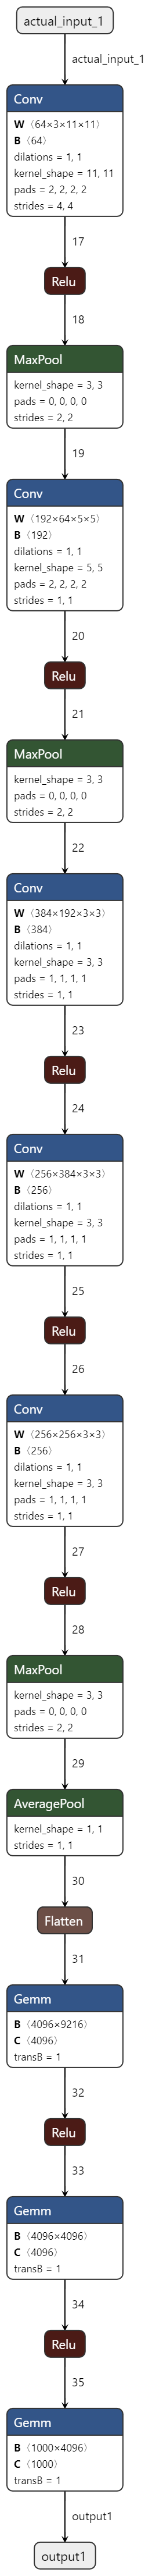 actual_input_1
actual_input_1
Conv
W ⟨64×3×11×11⟩
B ⟨64⟩
dilations = 1, 1
kernel_shape = 11, 11
pads = 2, 2, 2, 2
strides = 4, 4
17
Relu
18
MaxPool
kernel_shape = 3, 3
pads = 0, 0, 0, 0
strides = 2, 2
19
Conv
W ⟨192×64×5×5⟩
B ⟨192⟩
dilations = 1, 1
kernel_shape = 5, 5
pads = 2, 2, 2, 2
strides = 1, 1
20
Relu
21
MaxPool
kernel_shape = 3, 3
pads = 0, 0, 0, 0
strides = 2, 2
22
Conv
W ⟨384×192×3×3⟩
B ⟨384⟩
dilations = 1, 1
kernel_shape = 3, 3
pads = 1, 1, 1, 1
strides = 1, 1
23
Relu
24
Conv
W ⟨256×384×3×3⟩
B ⟨256⟩
dilations = 1, 1
kernel_shape = 3, 3
pads = 1, 1, 1, 1
strides = 1, 1
25
Relu
26
Conv
W ⟨256×256×3×3⟩
B ⟨256⟩
dilations = 1, 1
kernel_shape = 3, 3
pads = 1, 1, 1, 1
strides = 1, 1
27
Relu
28
MaxPool
kernel_shape = 3, 3
pads = 0, 0, 0, 0
strides = 2, 2
29
AveragePool
kernel_shape = 1, 1
strides = 1, 1
30
Flatten
31
Gemm
B ⟨4096×9216⟩
C ⟨4096⟩
transB = 1
32
Relu
33
Gemm
B ⟨4096×4096⟩
C ⟨4096⟩
transB = 1
34
Relu
35
Gemm
B ⟨1000×4096⟩
C ⟨1000⟩
transB = 1
output1
output1